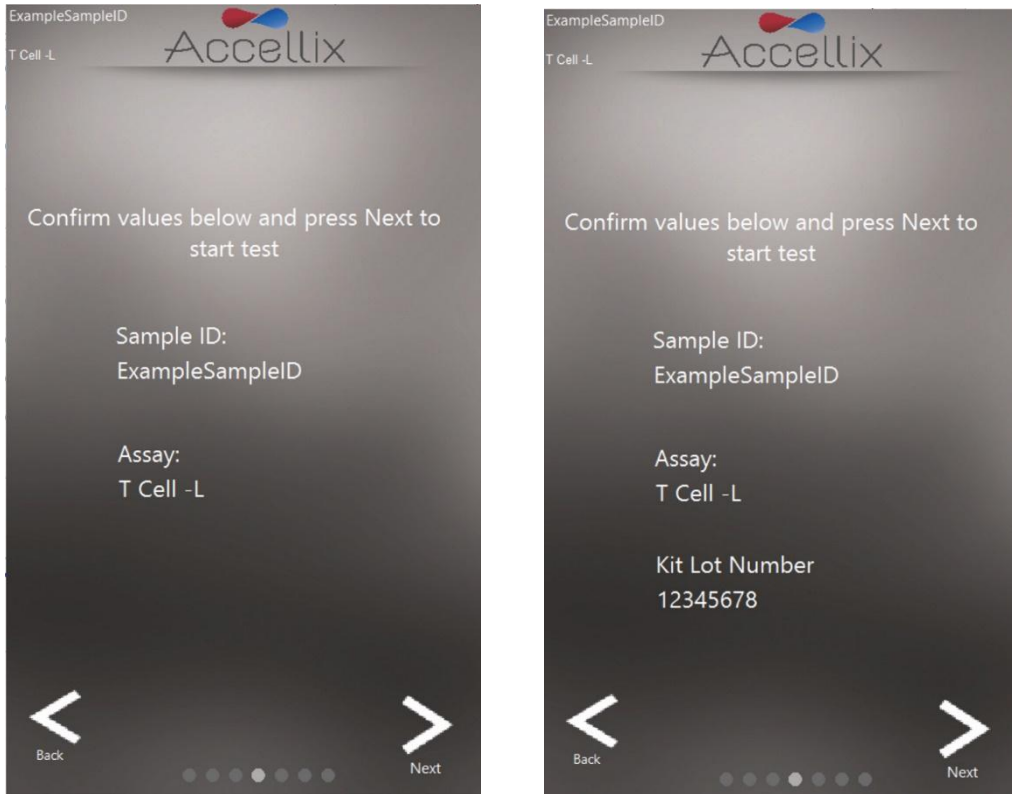 ExampleSampleID
Accellix
T Cell -L
Confirm values below and press Next to
start test
Sample ID:
ExampleSampleID
Assay:
T Cell -L
Back
Next
ExampleSampleID
Accellix
T Cell -L
Confirm values below and press Next to
start test
Sample ID:
ExampleSampleID
Assay:
T Cell -L
Kit Lot Number
12345678
Back
Next